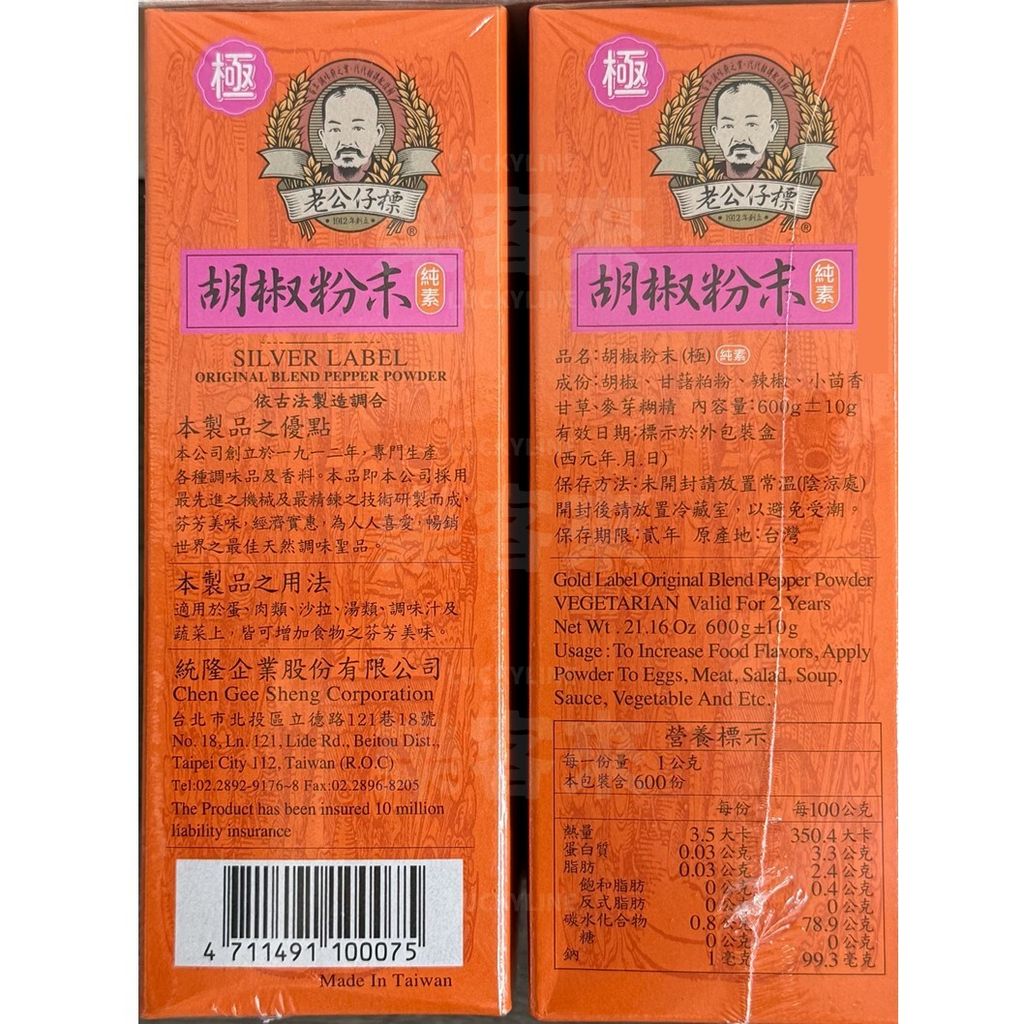 極
老公仔標
1912年創立
®
胡椒粉末
純素
SILVER LABEL
ORIGINAL BLEND PEPPER POWDER
依古法製造調合
本製品之優點
本公司創立於一九一二年,專門生產
各種調味品及香料。本品即本公司採用
最先進之機械及最精鍊之技術研製而成,
芬芳美味,經濟實惠,為人人喜愛,暢銷
世界之最佳天然調味聖品。
本製品之用法
適用於蛋、肉類、沙拉、湯類、調味汁及
蔬菜上,皆可增加食物之芬芳美味。
統隆企業股份有限公司
Chen Gee Sheng Corporation
台北市北投區立德路121巷18號
No. 18, Ln. 121, Lide Rd., Beitou Dist.,
Taipei City 112, Taiwan (R.O.C)
Tel:02.2892-9176~8 Fax:02.2896-8205
The Product has been insured 10 million
liability insurance
4 711491 100075
Made In Taiwan
極
老公仔標
1912年創立
®
胡椒粉末
純素
品名:胡椒粉末(極) 純素
成份:胡椒、甘藷粕粉、辣椒、小茴香
甘草、麥芽糊精 內容量:600g±10g
有效日期:標示於外包裝盒
(西元年.月.日)
保存方法:未開封請放置常溫(陰涼處)
開封後請放置冷藏室,以避免受潮。
保存期限:貳年 原產地:台灣
Gold Label Original Blend Pepper Powder
VEGETARIAN Valid For 2 Years
Net Wt . 21.16 Oz 600g±10g
Usage : To Increase Food Flavors, Apply
Powder To Eggs, Meat, Salad, Soup,
Sauce, Vegetable And Etc.
營養標示
每一份量 1公克
本包裝含 600份
每份 每100公克
熱量 3.5大卡 350.4大卡
蛋白質 0.03公克 3.3公克
脂肪 0.03公克 2.4公克
飽和脂肪 0公克 0.4公克
反式脂肪 0公克 0公克
碳水化合物 0.8公克 78.9公克
糖 0公克 0公克
鈉 1毫克 99.3毫克
LUCKYLINE